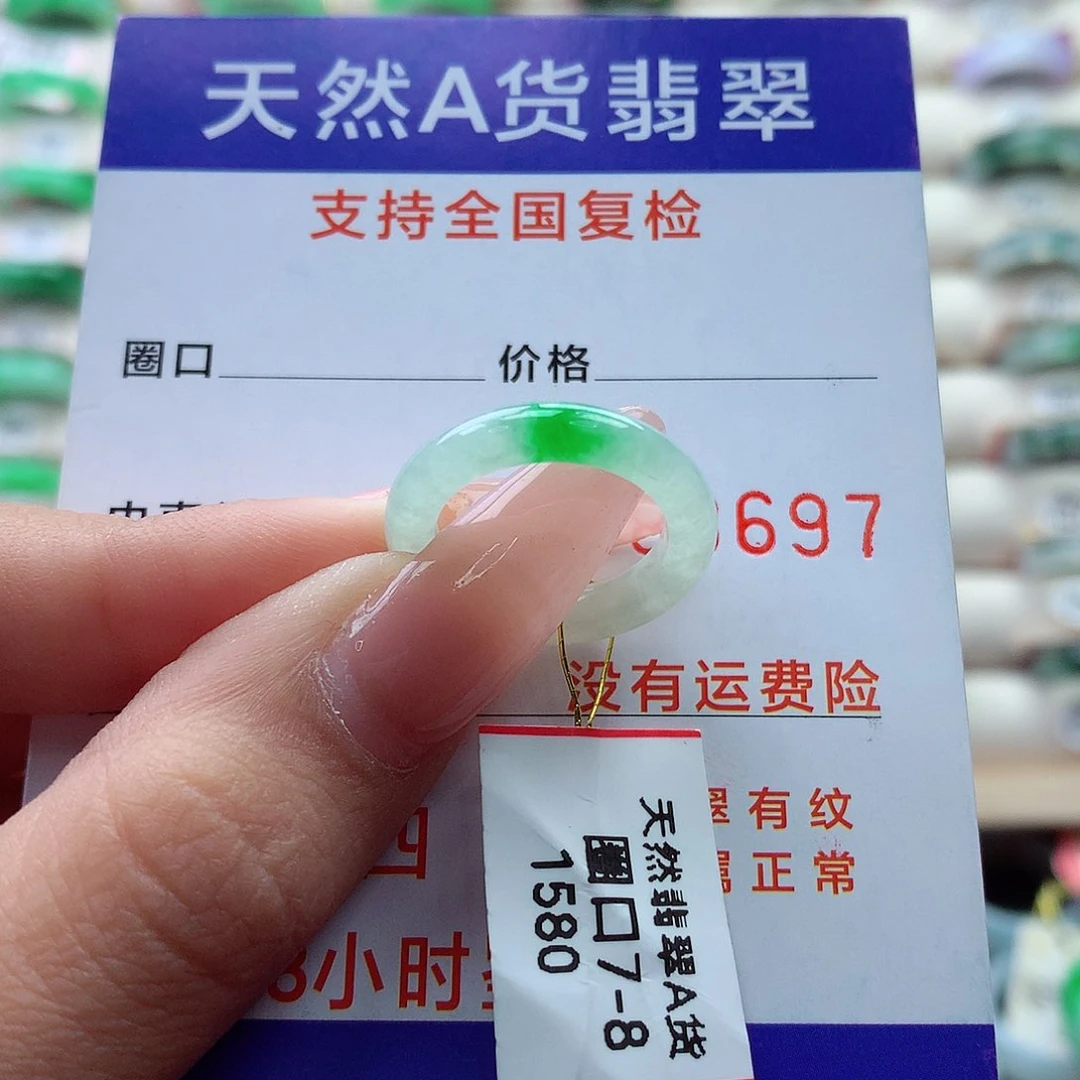 天然A货翡翠
支持全国复检
圈口 价格
697
没有运费险
有纹
正常
四
小时
天然翡翠A货
圈口7-8
1580